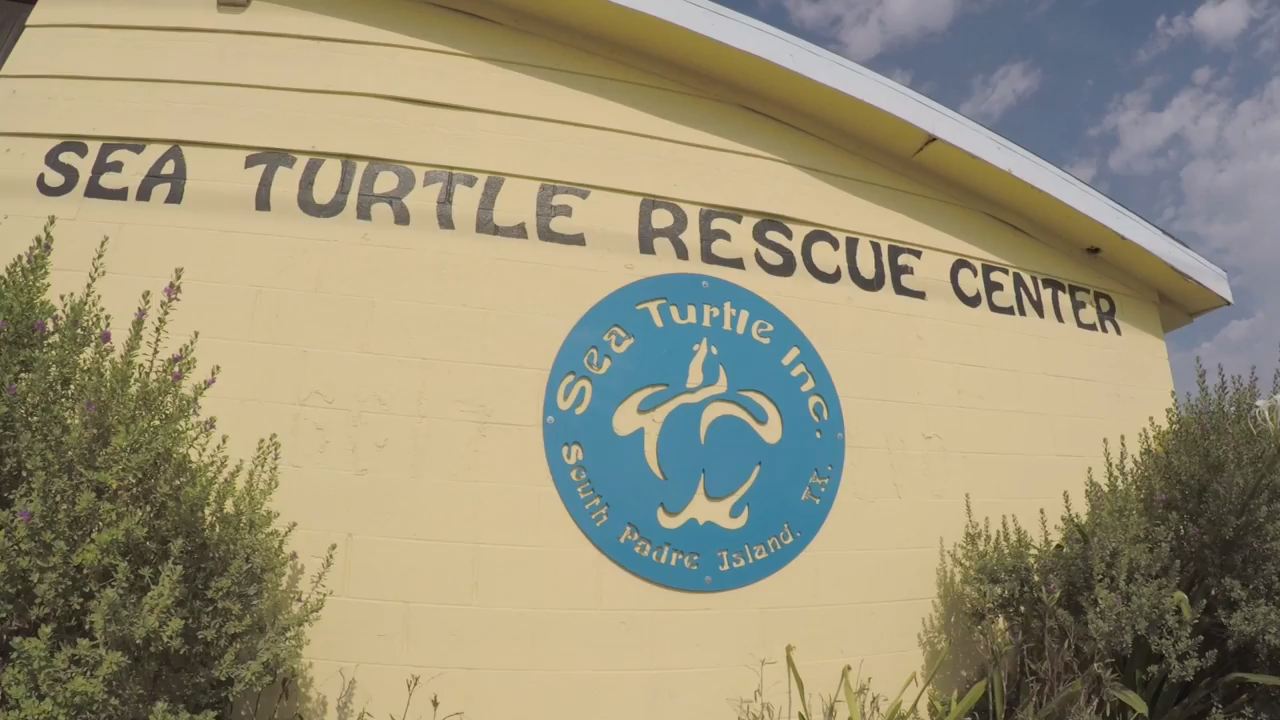 SEA TURTLE RESCUE CENTER
Sea Turtle Inc.
South Padre Island, TX.